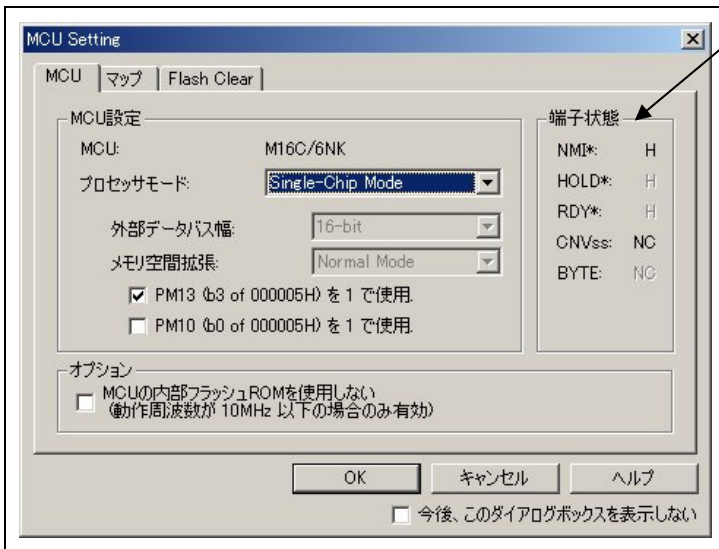 MCU Setting
MCU
マップ
Flash Clear
MCU設定
MCU: M16C/6NK
プロセッサモード: Single-Chip Mode
外部データバス幅: 16-bit
メモリ空間拡張: Normal Mode
PM13 (b3 of 000005H) を 1 で使用.
PM10 (b0 of 000005H) を 1 で使用.
端子状態
NMI*: H
HOLD*: H
RDY*: H
CNVss: NC
BYTE: NC
オプション
MCUの内部フラッシュROMを使用しない
(動作周波数が 10MHz 以下の場合のみ有効)
OK
キャンセル
ヘルプ
今後、このダイアログボックスを表示しない